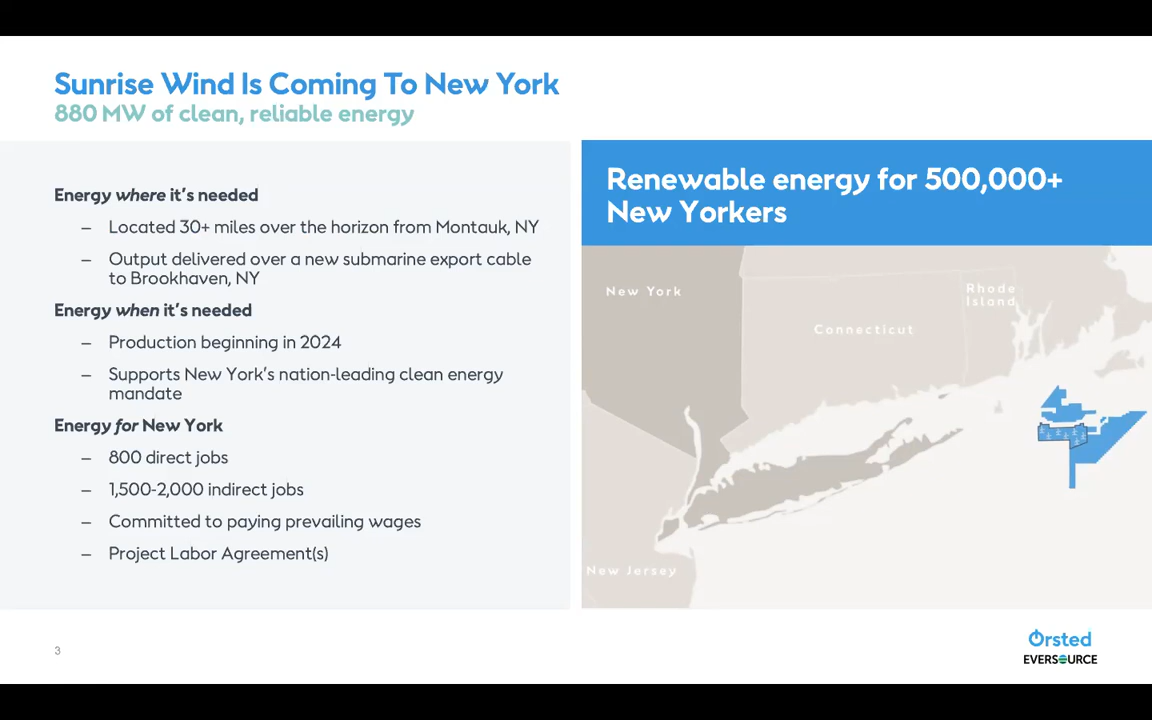 Sunrise Wind Is Coming To New York
880 MW of clean, reliable energy
Energy where it's needed
– Located 30+ miles over the horizon from Montauk, NY
– Output delivered over a new submarine export cable
to Brookhaven, NY
Energy when it's needed
– Production beginning in 2024
– Supports New York's nation-leading clean energy
mandate
Energy for New York
– 800 direct jobs
– 1,500-2,000 indirect jobs
– Committed to paying prevailing wages
– Project Labor Agreement(s)
Renewable energy for 500,000+
New Yorkers
New York
Connecticut
Rhode
Island
New Jersey
3
Ørsted
EVERSOURCE